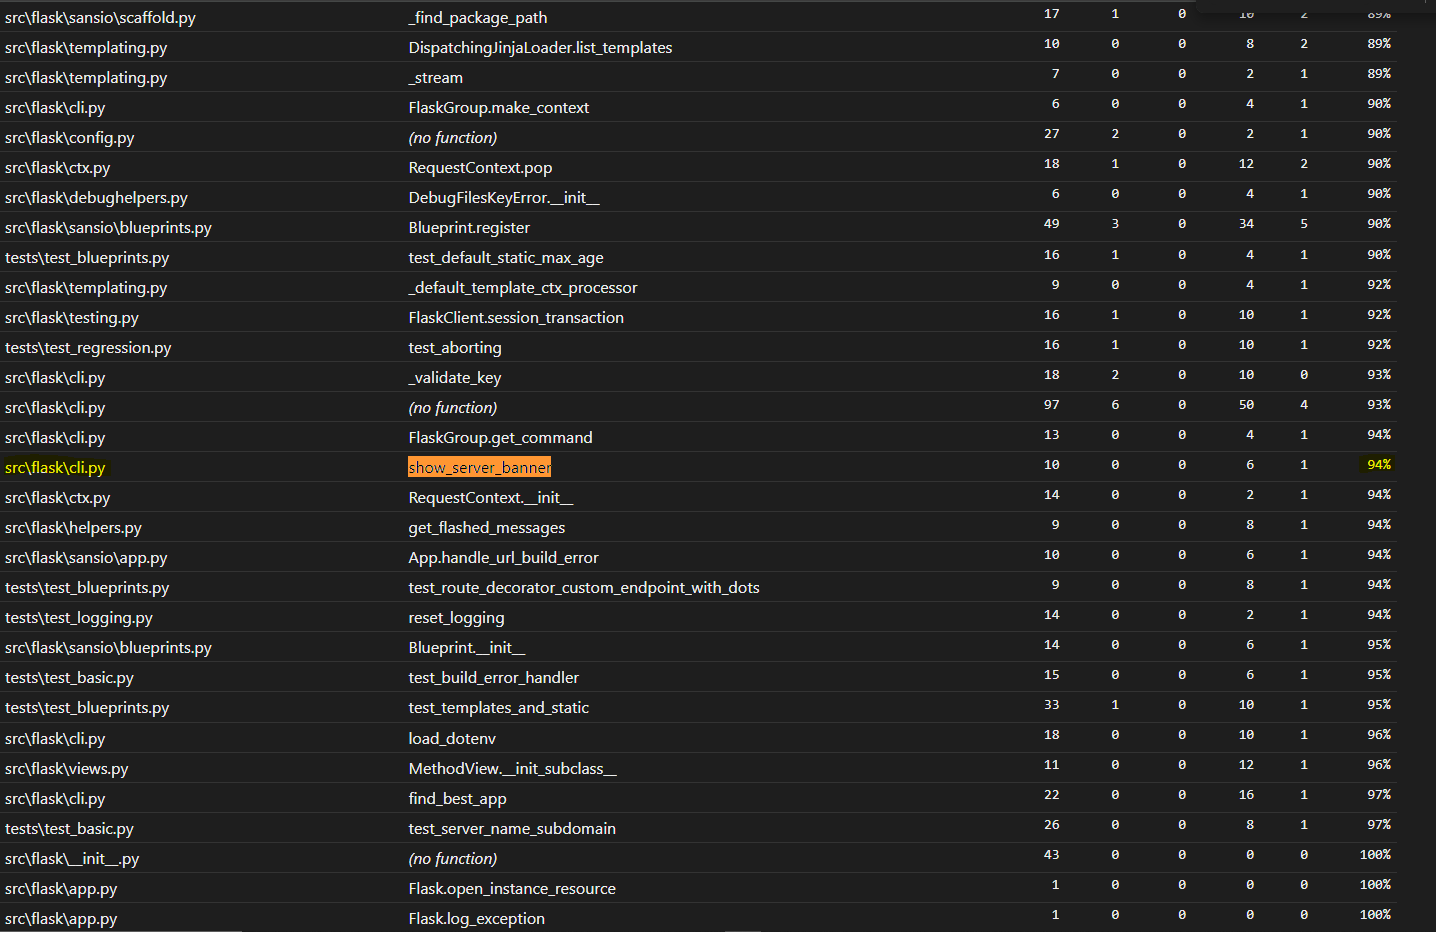 src\flask\sansio\scaffold.py _find_package_path 17 1 0 10 2 89%
src\flask\templating.py DispatchingJinjaLoader.list_templates 10 0 0 8 2 89%
src\flask\templating.py _stream 7 0 0 2 1 89%
src\flask\cli.py FlaskGroup.make_context 6 0 0 4 1 90%
src\flask\config.py (no function) 27 2 0 2 1 90%
src\flask\ctx.py RequestContext.pop 18 1 0 12 2 90%
src\flask\debughelpers.py DebugFilesKeyError.__init__ 6 0 0 4 1 90%
src\flask\sansio\blueprints.py Blueprint.register 49 3 0 34 5 90%
tests\test_blueprints.py test_default_static_max_age 16 1 0 4 1 90%
src\flask\templating.py _default_template_ctx_processor 9 0 0 4 1 92%
src\flask\testing.py FlaskClient.session_transaction 16 1 0 10 1 92%
tests\test_regression.py test_aborting 16 1 0 10 1 92%
src\flask\cli.py _validate_key 18 2 0 10 0 93%
src\flask\cli.py (no function) 97 6 0 50 4 93%
src\flask\cli.py FlaskGroup.get_command 13 0 0 4 1 94%
src\flask\cli.py show_server_banner 10 0 0 6 1 94%
src\flask\ctx.py RequestContext.__init__ 14 0 0 2 1 94%
src\flask\helpers.py get_flashed_messages 9 0 0 8 1 94%
src\flask\sansio\app.py App.handle_url_build_error 10 0 0 6 1 94%
tests\test_blueprints.py test_route_decorator_custom_endpoint_with_dots 9 0 0 8 1 94%
tests\test_logging.py reset_logging 14 0 0 2 1 94%
src\flask\sansio\blueprints.py Blueprint.__init__ 14 0 0 6 1 95%
tests\test_basic.py test_build_error_handler 15 0 0 6 1 95%
tests\test_blueprints.py test_templates_and_static 33 1 0 10 1 95%
src\flask\cli.py load_dotenv 18 0 0 10 1 96%
src\flask\views.py MethodView.__init_subclass__ 11 0 0 12 1 96%
src\flask\cli.py find_best_app 22 0 0 16 1 97%
tests\test_basic.py test_server_name_subdomain 26 0 0 8 1 97%
src\flask\__init__.py (no function) 43 0 0 0 0 100%
src\flask\app.py Flask.open_instance_resource 1 0 0 0 0 100%
src\flask\app.py Flask.log_exception 1 0 0 0 0 100%